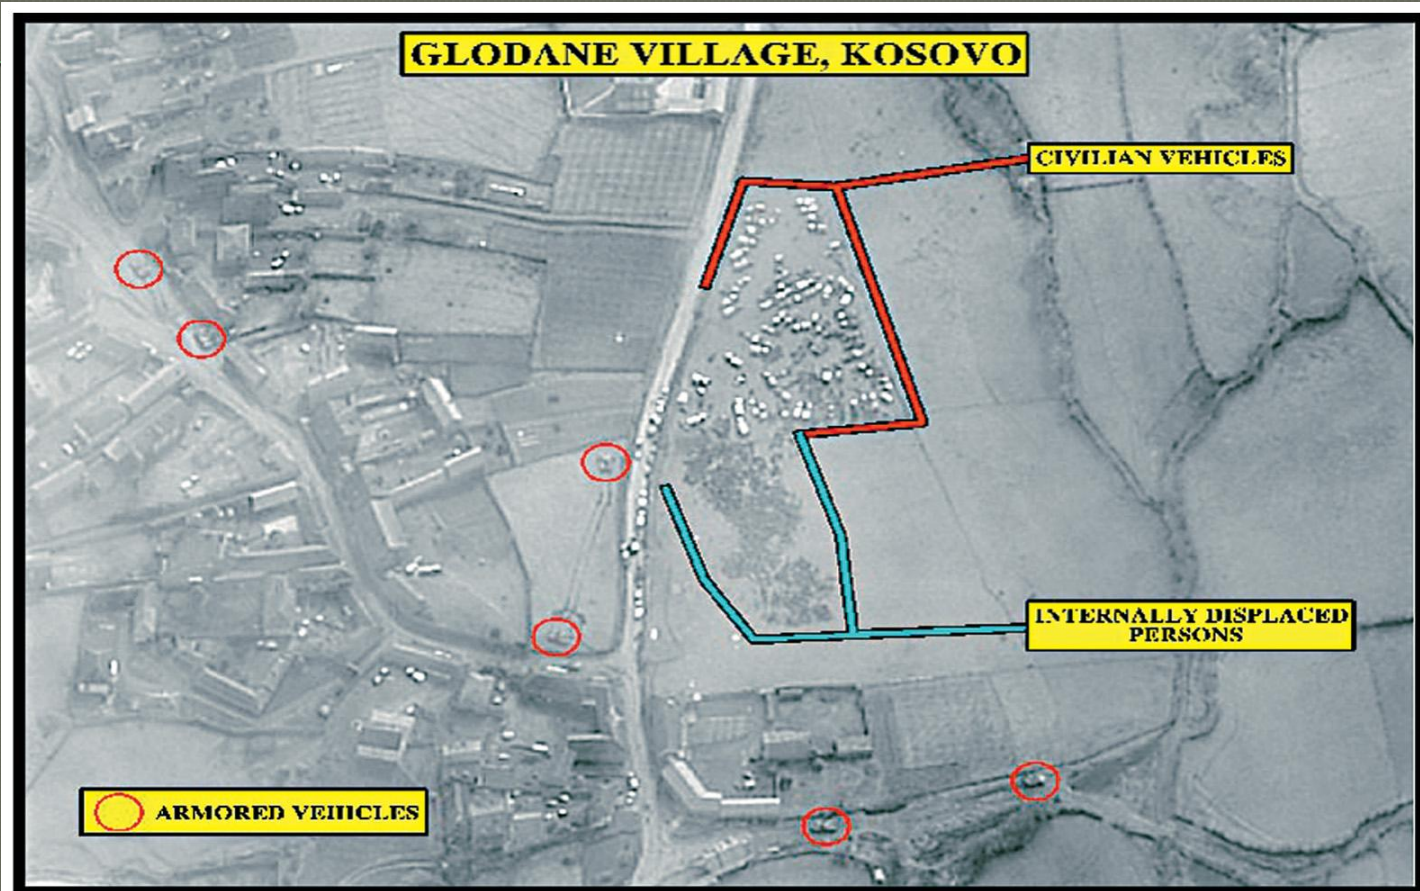 GLODANE VILLAGE, KOSOVO
CIVILIAN VEHICLES
INTERNALLY DISPLACED
PERSONS
ARMORED VEHICLES